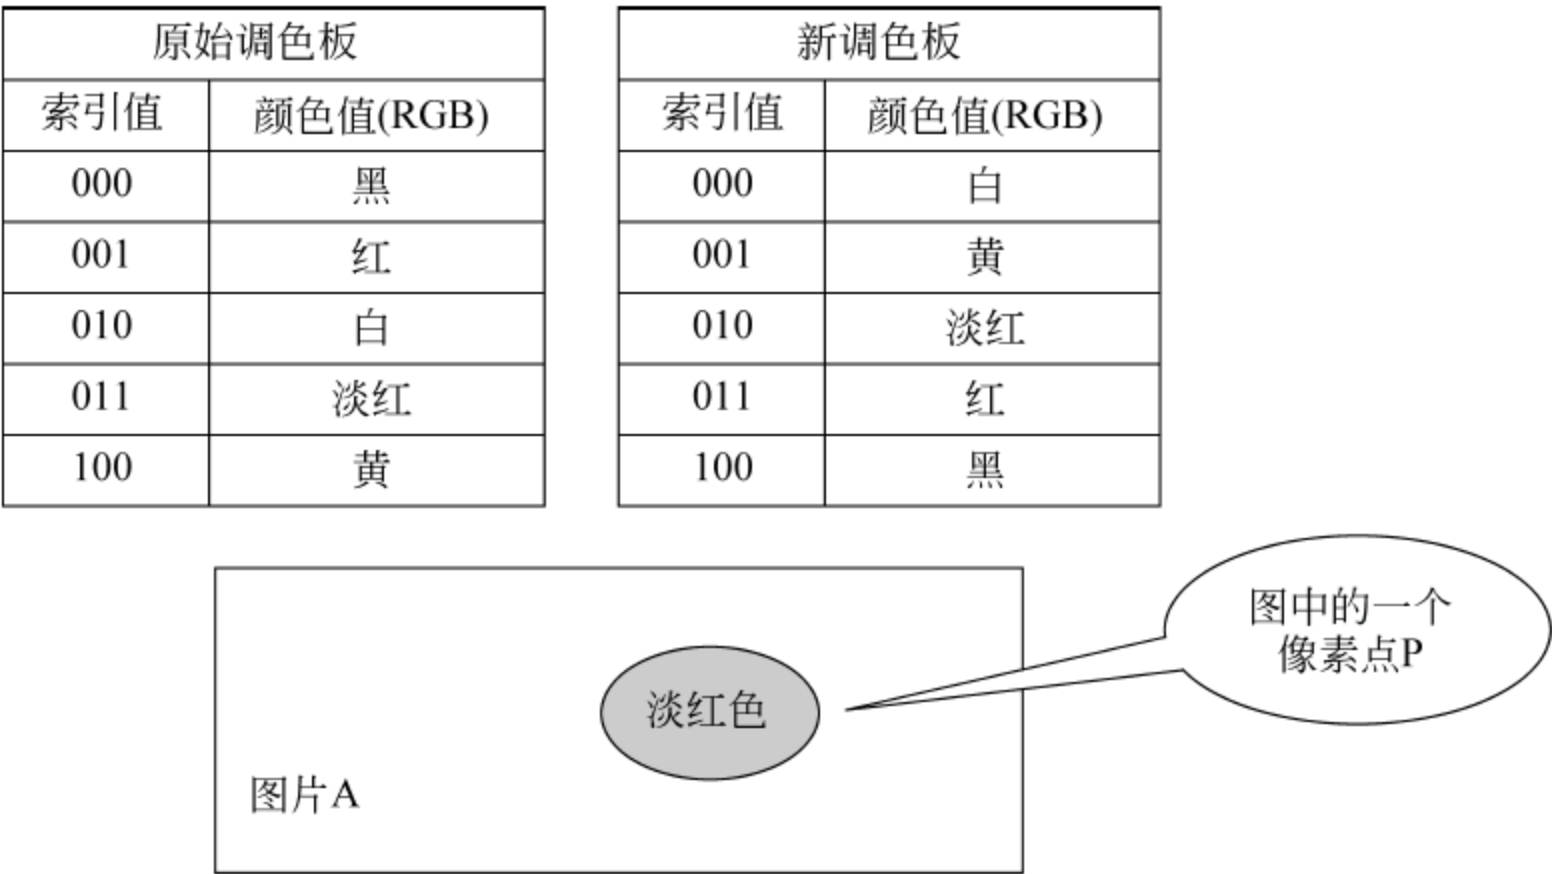 原始调色板
索引值 颜色值(RGB)
000 黑
001 红
010 白
011 淡红
100 黄
新调色板
索引值 颜色值(RGB)
000 白
001 黄
010 淡红
011 红
100 黑
图中的一个
像素点P
淡红色
图片A